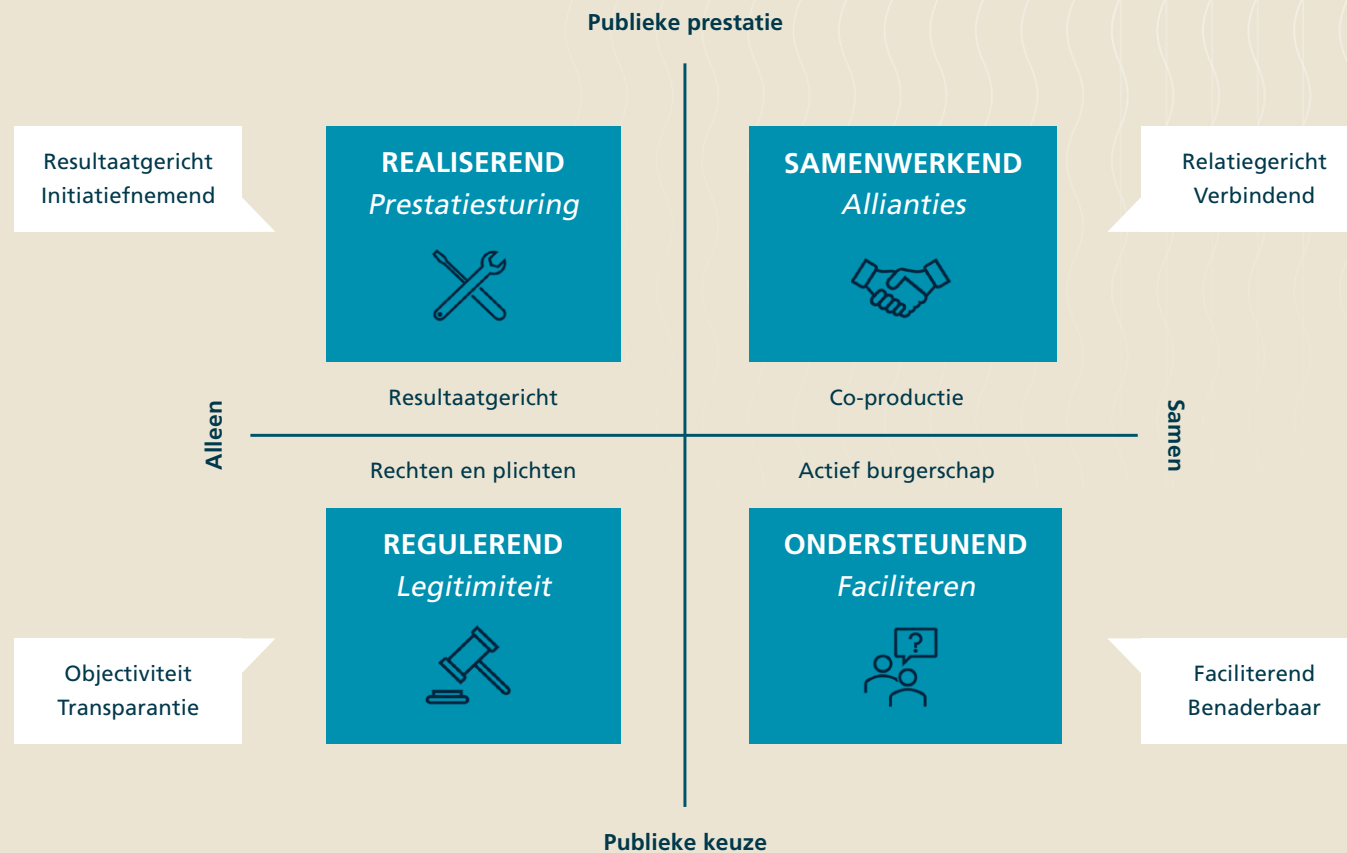 Publieke prestatie
Resultaatgericht
Initiatiefnemend
REALISEREND
Prestatiesturing
SAMENWERKEND
Allianties
Relatiegericht
Verbindend
Resultaatgericht
Co-productie
Alleen
Samen
Rechten en plichten
Actief burgerschap
REGULEREND
Legitimiteit
ONDERSTEUNEND
Faciliteren
?
Objectiviteit
Transparantie
Faciliterend
Benaderbaar
Publieke keuze